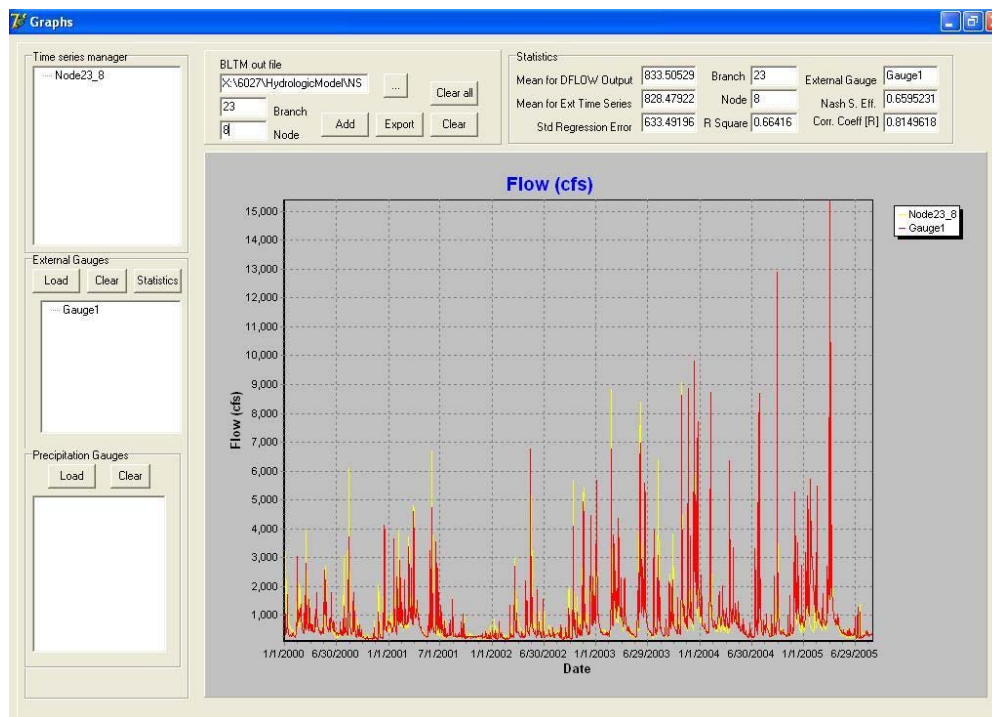 Graphs
Time series manager
Node23_8
BLTM out file
X:\6027\HydrologicModel\NS
...
Clear all
23
Branch
8
Node
Add
Export
Clear
Statistics
Mean for DFLOW Output 833.50529 Branch 23 External Gauge Gauge1
Mean for Ext Time Series 828.47922 Node 8 Nash S. Eff. 0.6595231
Std Regression Error 633.49196 R Square 0.66416 Corr. Coeff [R] 0.8149618
External Gauges
Load Clear Statistics
Gauge1
Precipitation Gauges
Load Clear
Flow (cfs)
Node23_8
Gauge1
Flow (cfs)
15,000
14,000
13,000
12,000
11,000
10,000
9,000
8,000
7,000
6,000
5,000
4,000
3,000
2,000
1,000
1/1/2000 6/30/2000 1/1/2001 7/1/2001 1/1/2002 6/30/2002 1/1/2003 6/29/2003 1/1/2004 6/30/2004 1/1/2005 6/29/2005
Date